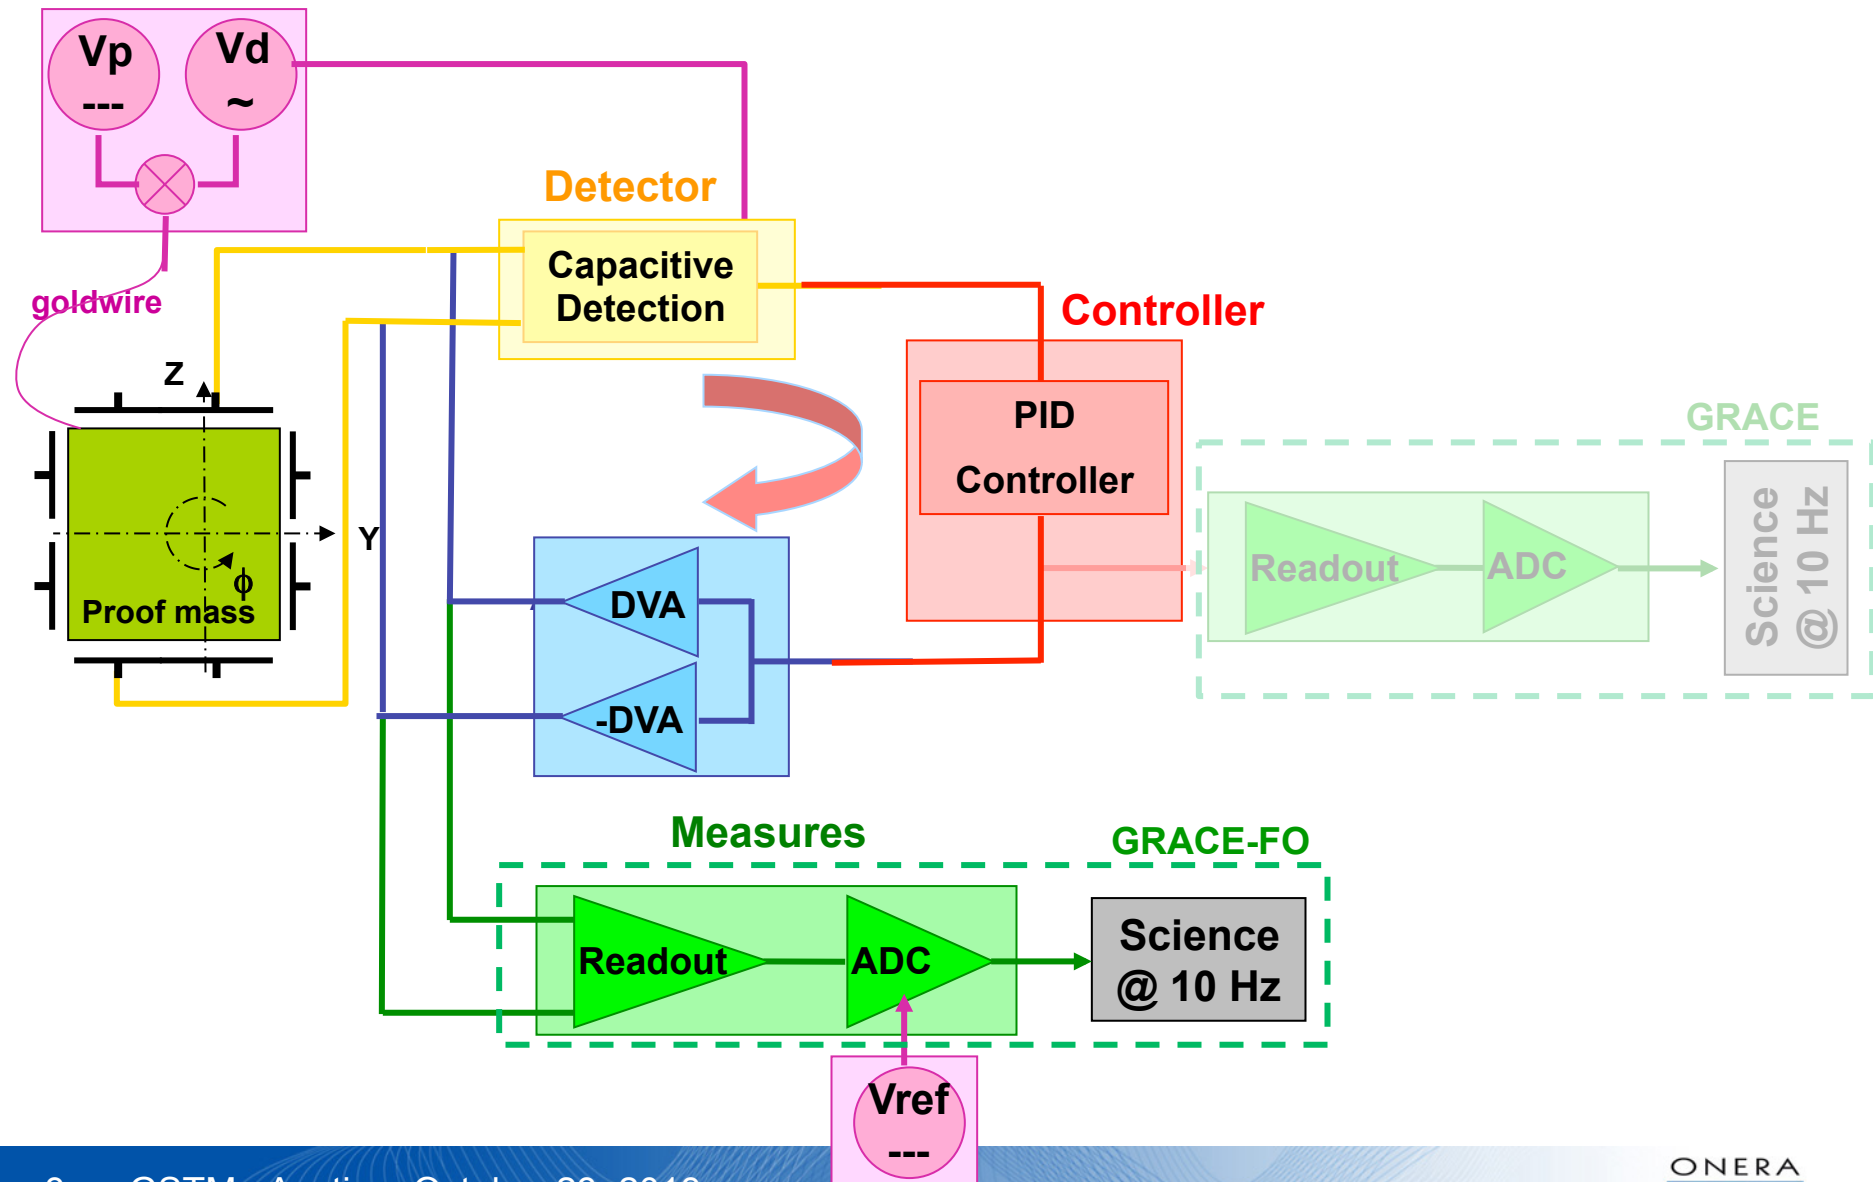 Vp
---
Vd
~
Detector
Capacitive
Detection
goldwire
Controller
Z
PID
Controller
GRACE
Readout
ADC
Science
@ 10 Hz
Y
ϕ
Proof mass
DVA
-DVA
Measures
GRACE-FO
Readout
ADC
Science
@ 10 Hz
Vref
---
ONERA